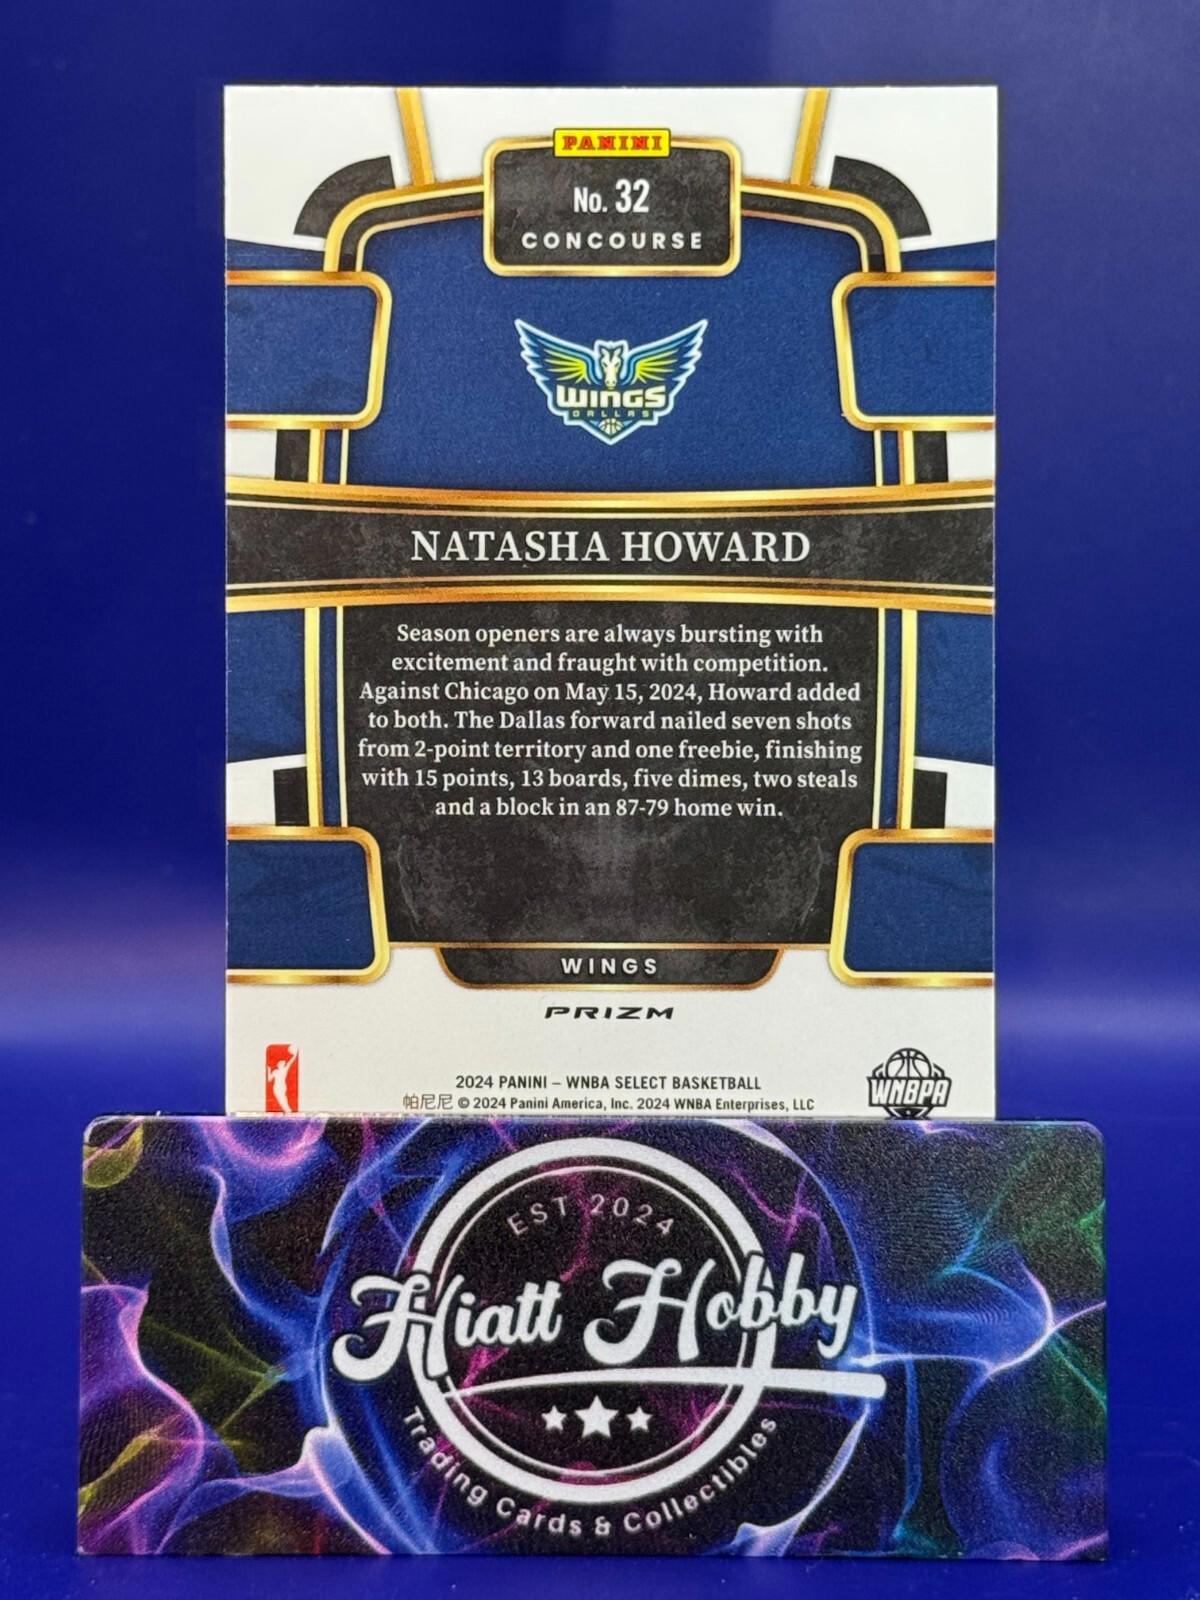 PANINI
No. 32
CONCOURSE
WINGS
DALLAS
NATASHA HOWARD
Season openers are always bursting with
excitement and fraught with competition.
Against Chicago on May 15, 2024, Howard added
to both. The Dallas forward nailed seven shots
from 2-point territory and one freebie, finishing
with 15 points, 13 boards, five dimes, two steals
and a block in an 87-79 home win.
WINGS
PRIZM
WNBPA
2024 PANINI – WNBA SELECT BASKETBALL
帕尼尼 © 2024 Panini America, Inc. 2024 WNBA Enterprises, LLC
EST 2024
Hiatt Hobby
Trading Cards & Collectibles